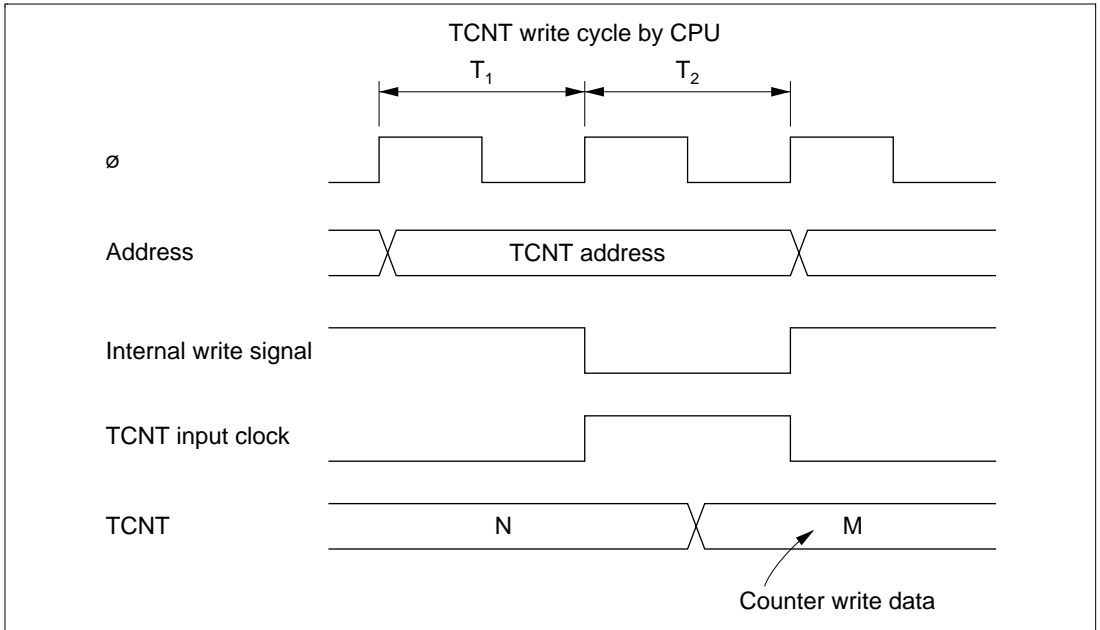 TCNT write cycle by CPU
T1 T2
ø
Address TCNT address
Internal write signal
TCNT input clock
TCNT N M
Counter write data